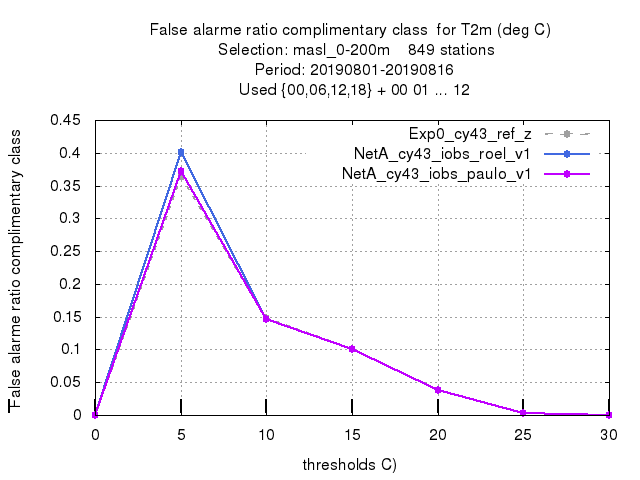 False alarme ratio complimentary class  for T2m (deg C)
Selection: masl_0-200m    849 stations
Period: 20190801-20190816
Used {00,06,12,18} + 00 01 ... 12
False alarme ratio complimentary class
0.45
0.4
0.35
0.3
0.25
0.2
0.15
0.1
0.05
0
Exp0_cy43_ref_z
NetA_cy43_iobs_roel_v1
NetA_cy43_iobs_paulo_v1
0 5 10 15 20 25 30
thresholds C)